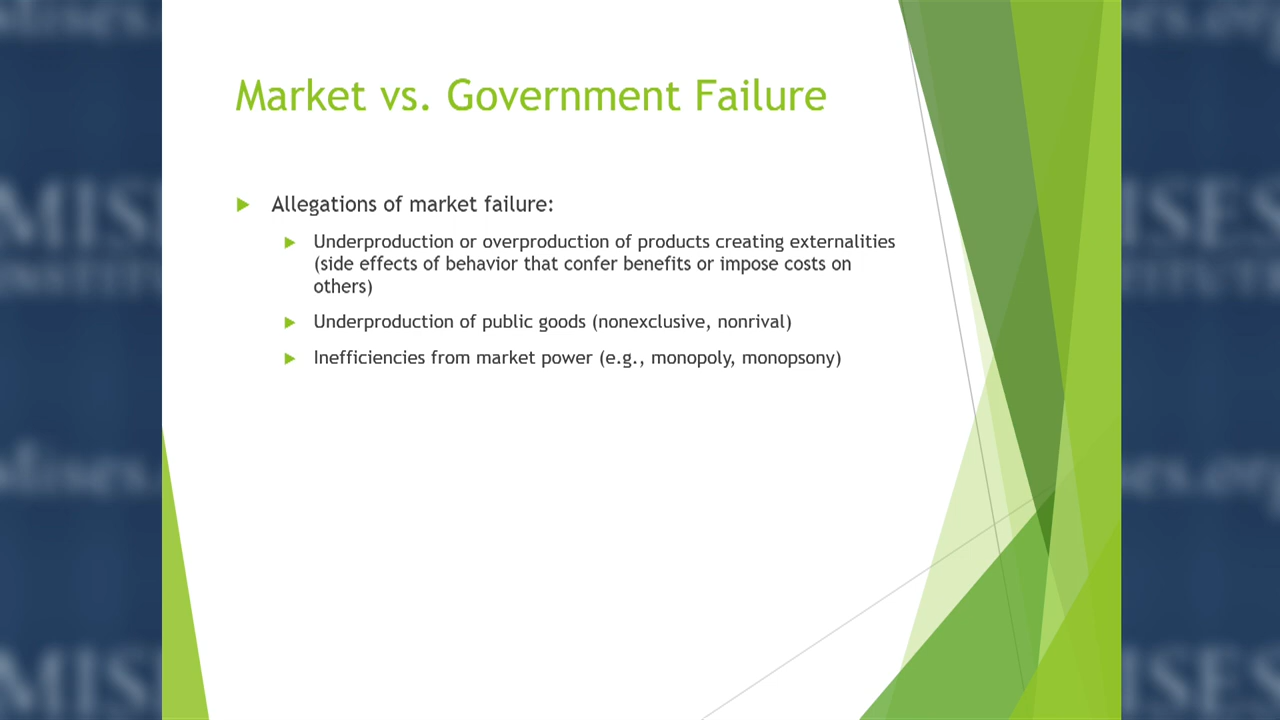 Market vs. Government Failure
Allegations of market failure:
Underproduction or overproduction of products creating externalities
(side effects of behavior that confer benefits or impose costs on
others)
Underproduction of public goods (nonexclusive, nonrival)
Inefficiencies from market power (e.g., monopoly, monopsony)